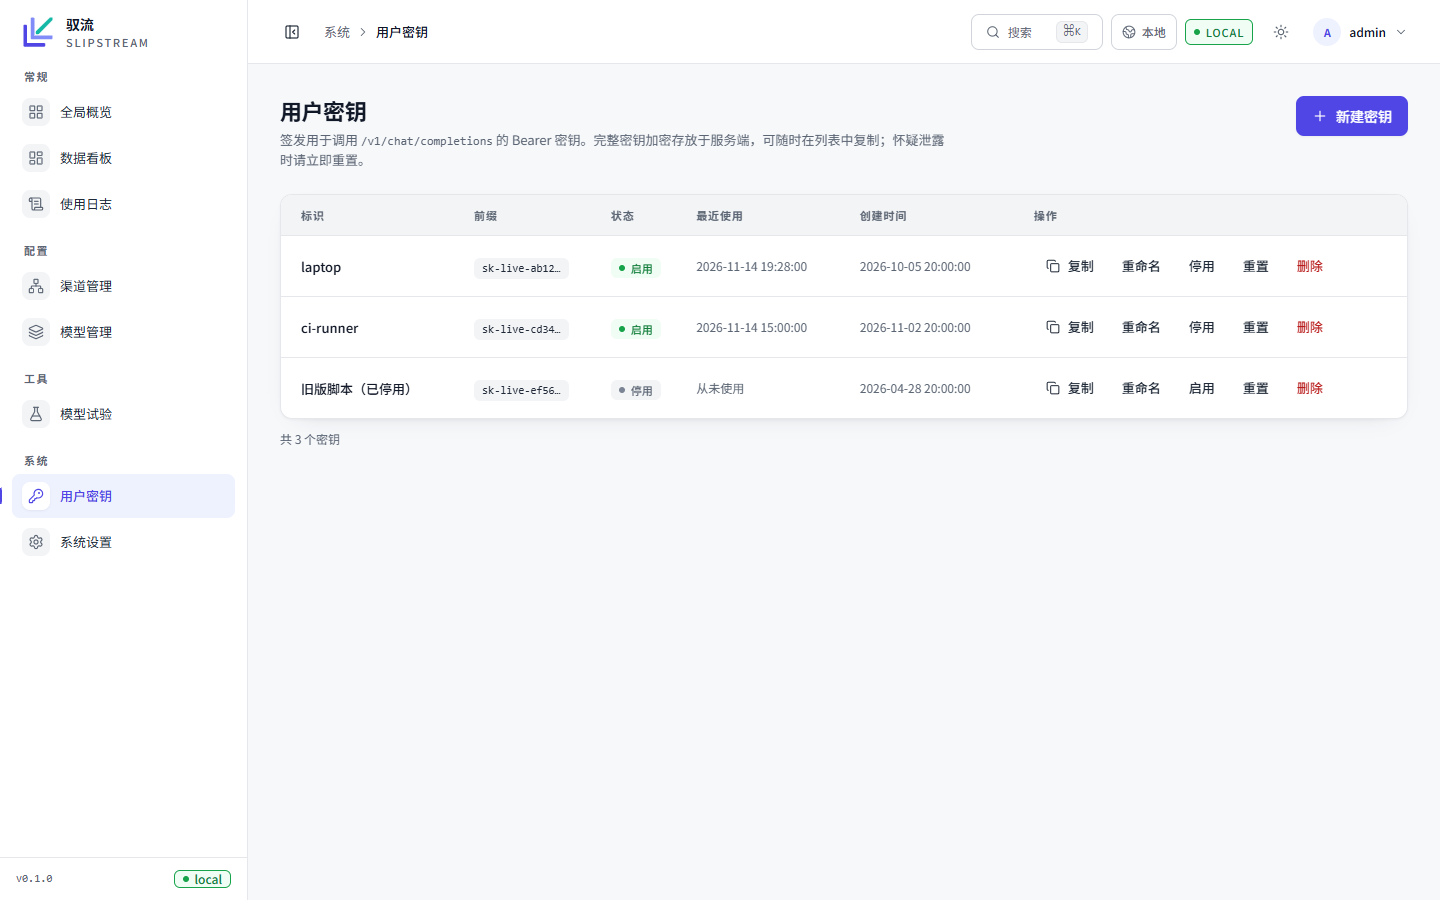 驭流
SLIPSTREAM
常规
全局概览
数据看板
使用日志
配置
渠道管理
模型管理
工具
模型试验
系统
用户密钥
系统设置
v0.1.0
local
系统 > 用户密钥
搜索 ⌘K
本地
LOCAL
A admin
用户密钥
签发用于调用 /v1/chat/completions 的 Bearer 密钥。完整密钥加密存放于服务端，可随时在列表中复制；怀疑泄露
时请立即重置。
+ 新建密钥
标识 前缀 状态 最近使用 创建时间 操作
laptop sk-live-ab12… 启用 2026-11-14 19:28:00 2026-10-05 20:00:00 复制 重命名 停用 重置 删除
ci-runner sk-live-cd34… 启用 2026-11-14 15:00:00 2026-11-02 20:00:00 复制 重命名 停用 重置 删除
旧版脚本（已停用） sk-live-ef56… 停用 从未使用 2026-04-28 20:00:00 复制 重命名 启用 重置 删除
共 3 个密钥